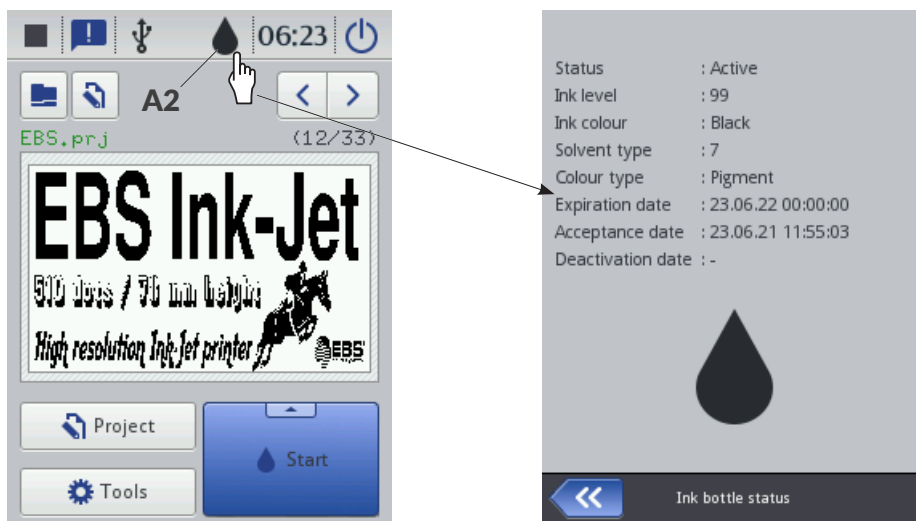 06:23
A2
EBS.prj (12/33)
EBS Ink-Jet
510 dots / 70 mm height
High resolution Ink-Jet printer
EBS
Project
Start
Tools
Status : Active
Ink level : 99
Ink colour : Black
Solvent type : 7
Colour type : Pigment
Expiration date : 23.06.22 00:00:00
Acceptance date : 23.06.21 11:55:03
Deactivation date : -
Ink bottle status